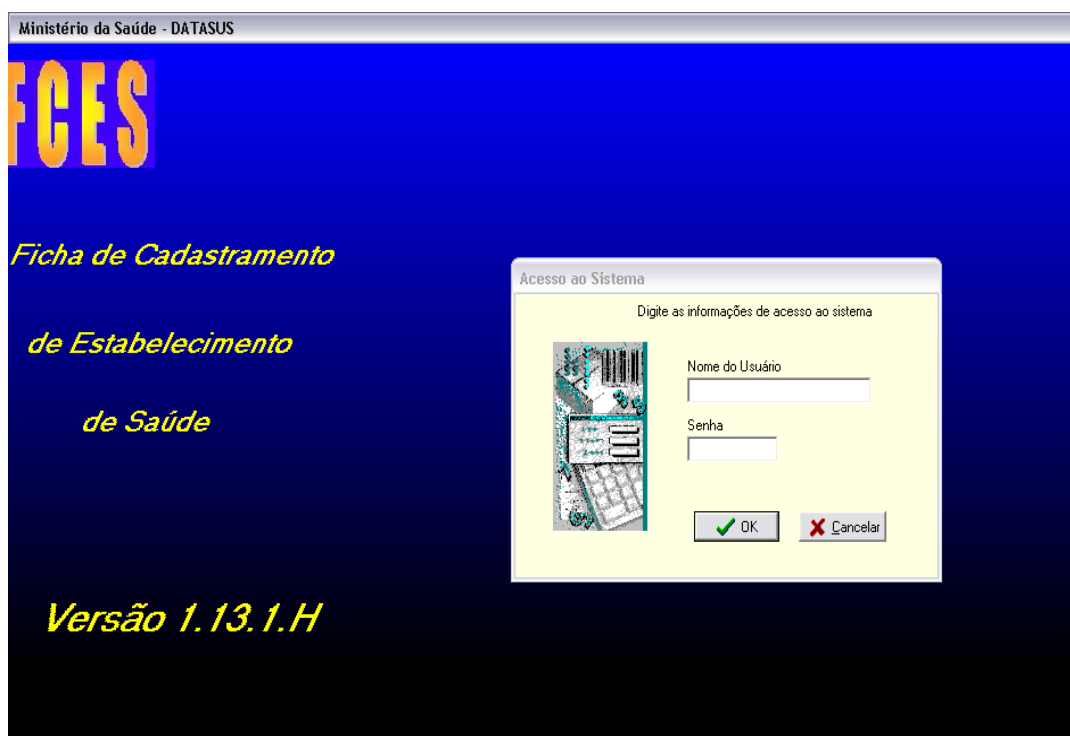 Ministério da Saúde - DATASUS
FCES
Ficha de Cadastramento
de Estabelecimento
de Saúde
Versão 1.13.1.H
Acesso ao Sistema
Digite as informações de acesso ao sistema
Nome do Usuário
Senha
OK
Cancelar